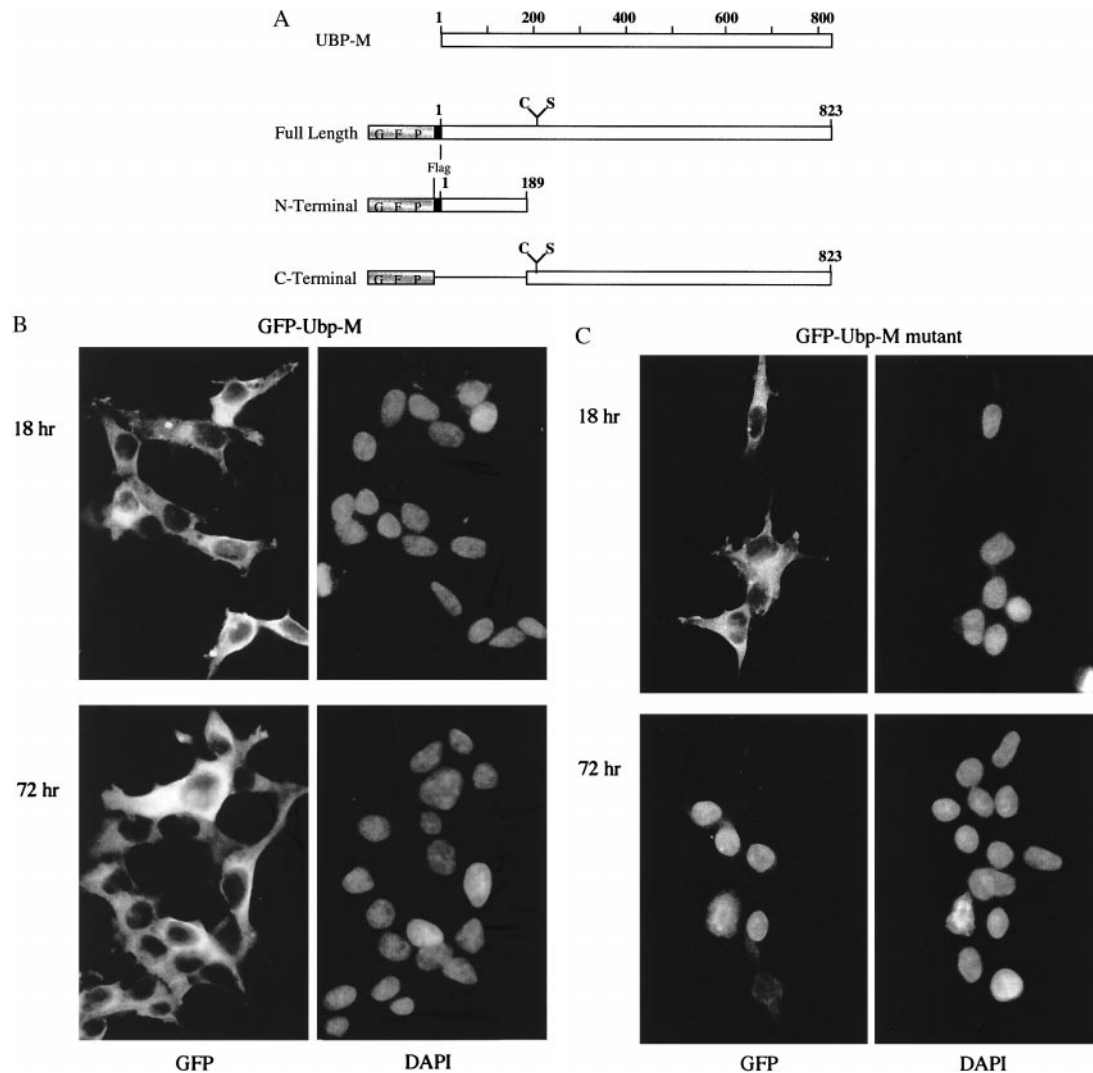 A
1 200 400 600 800
UBP-M
C S
1 823
Full Length G F P
Flag
1 189
N-Terminal G F P
C S
823
C-Terminal G F P
B
GFP-Ubp-M
18 hr
72 hr
GFP DAPI
C
GFP-Ubp-M mutant
18 hr
72 hr
GFP DAPI